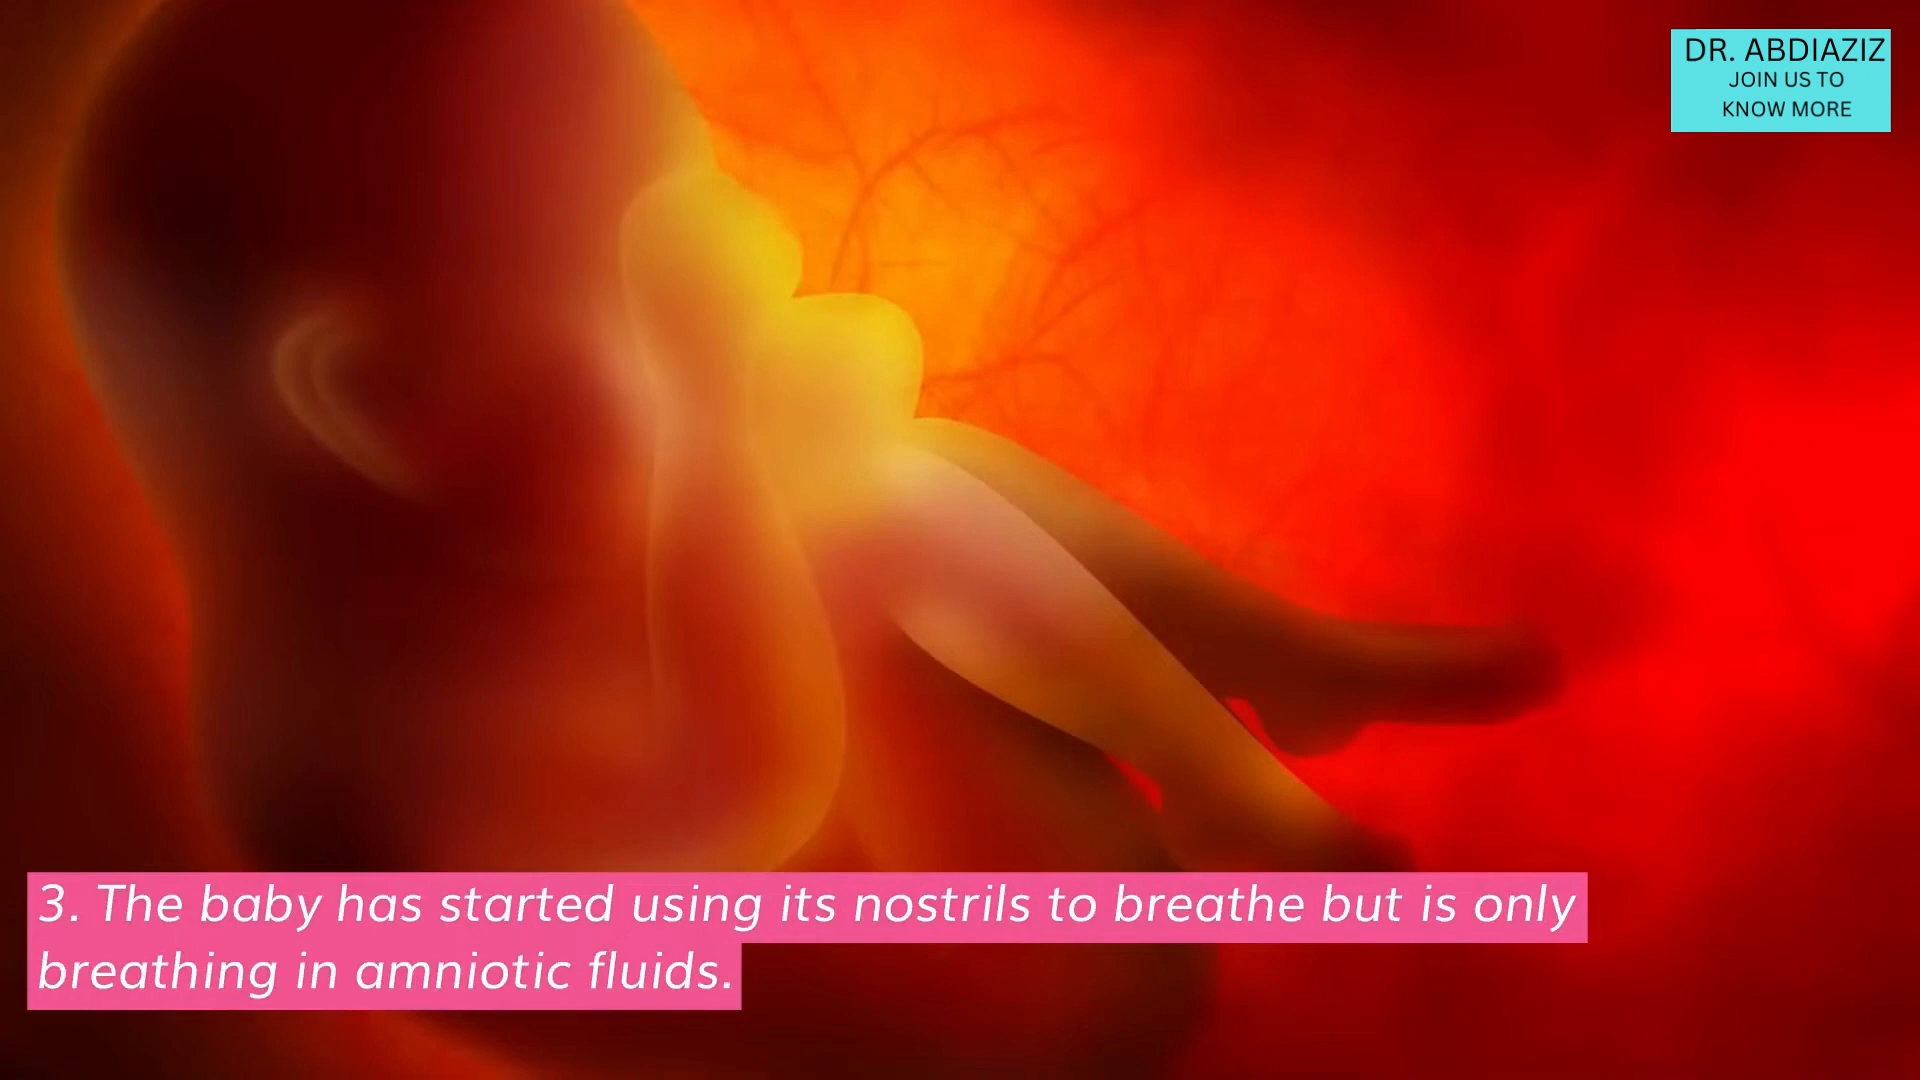 DR. ABDIAZIZ
JOIN US TO
KNOW MORE
3. The baby has started using its nostrils to breathe but is only
breathing in amniotic fluids.